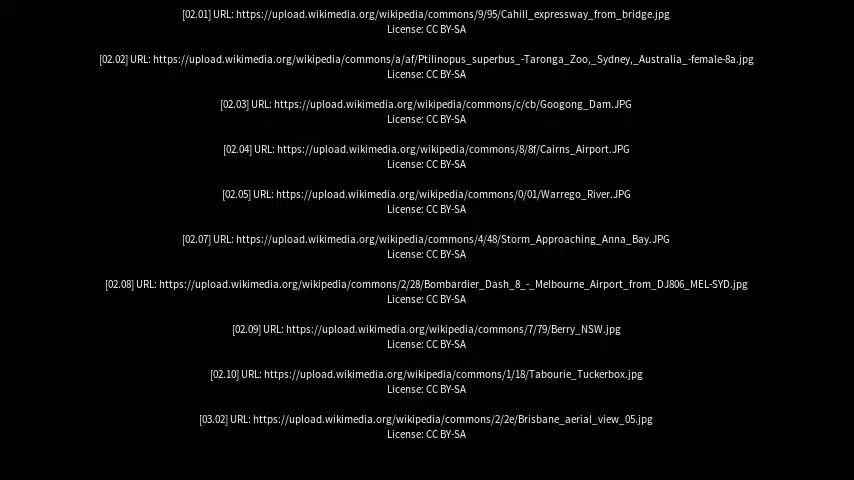 [02.01] URL: https://upload.wikimedia.org/wikipedia/commons/9/95/Cahill_expressway_from_bridge.jpg
License: CC BY-SA
[02.02] URL: https://upload.wikimedia.org/wikipedia/commons/a/af/Ptilinopus_superbus_-Taronga_Zoo,_Sydney,_Australia_-female-8a.jpg
License: CC BY-SA
[02.03] URL: https://upload.wikimedia.org/wikipedia/commons/c/cb/Googong_Dam.JPG
License: CC BY-SA
[02.04] URL: https://upload.wikimedia.org/wikipedia/commons/8/8f/Cairns_Airport.JPG
License: CC BY-SA
[02.05] URL: https://upload.wikimedia.org/wikipedia/commons/0/01/Warrego_River.JPG
License: CC BY-SA
[02.07] URL: https://upload.wikimedia.org/wikipedia/commons/4/48/Storm_Approaching_Anna_Bay.JPG
License: CC BY-SA
[02.08] URL: https://upload.wikimedia.org/wikipedia/commons/2/28/Bombardier_Dash_8_-_Melbourne_Airport_from_DJ806_MEL-SYD.jpg
License: CC BY-SA
[02.09] URL: https://upload.wikimedia.org/wikipedia/commons/7/79/Berry_NSW.jpg
License: CC BY-SA
[02.10] URL: https://upload.wikimedia.org/wikipedia/commons/1/18/Tabourie_Tuckerbox.jpg
License: CC BY-SA
[03.02] URL: https://upload.wikimedia.org/wikipedia/commons/2/2e/Brisbane_aerial_view_05.jpg
License: CC BY-SA